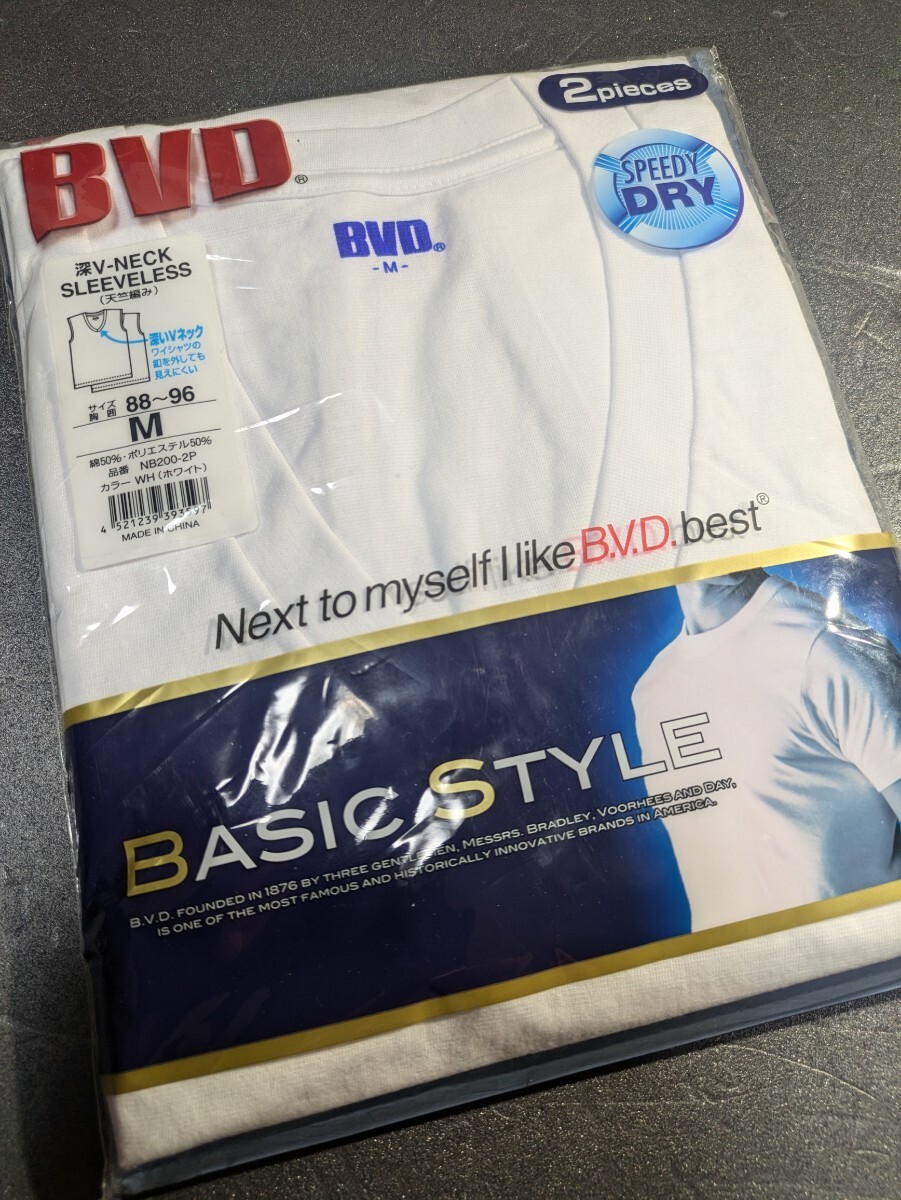 2pieces
BVD®
SPEEDY
DRY
BVD®
-M-
深V-NECK
SLEEVELESS
(天竺編み)
深いVネック
ワイシャツの
釦を外しても
見えにくい
サイズ
胸囲 88〜96
M
綿50%・ポリエステル50%
品番 NB200-2P
カラー WH(ホワイト)
4 521239 393597
MADE IN CHINA
Next to myself I like B.V.D. best®
BASIC STYLE
B.V.D. FOUNDED IN 1876 BY THREE GENTLEMEN, MESSRS. BRADLEY, VOORHEES AND DAY,
IS ONE OF THE MOST FAMOUS AND HISTORICALLY INNOVATIVE BRANDS IN AMERICA.